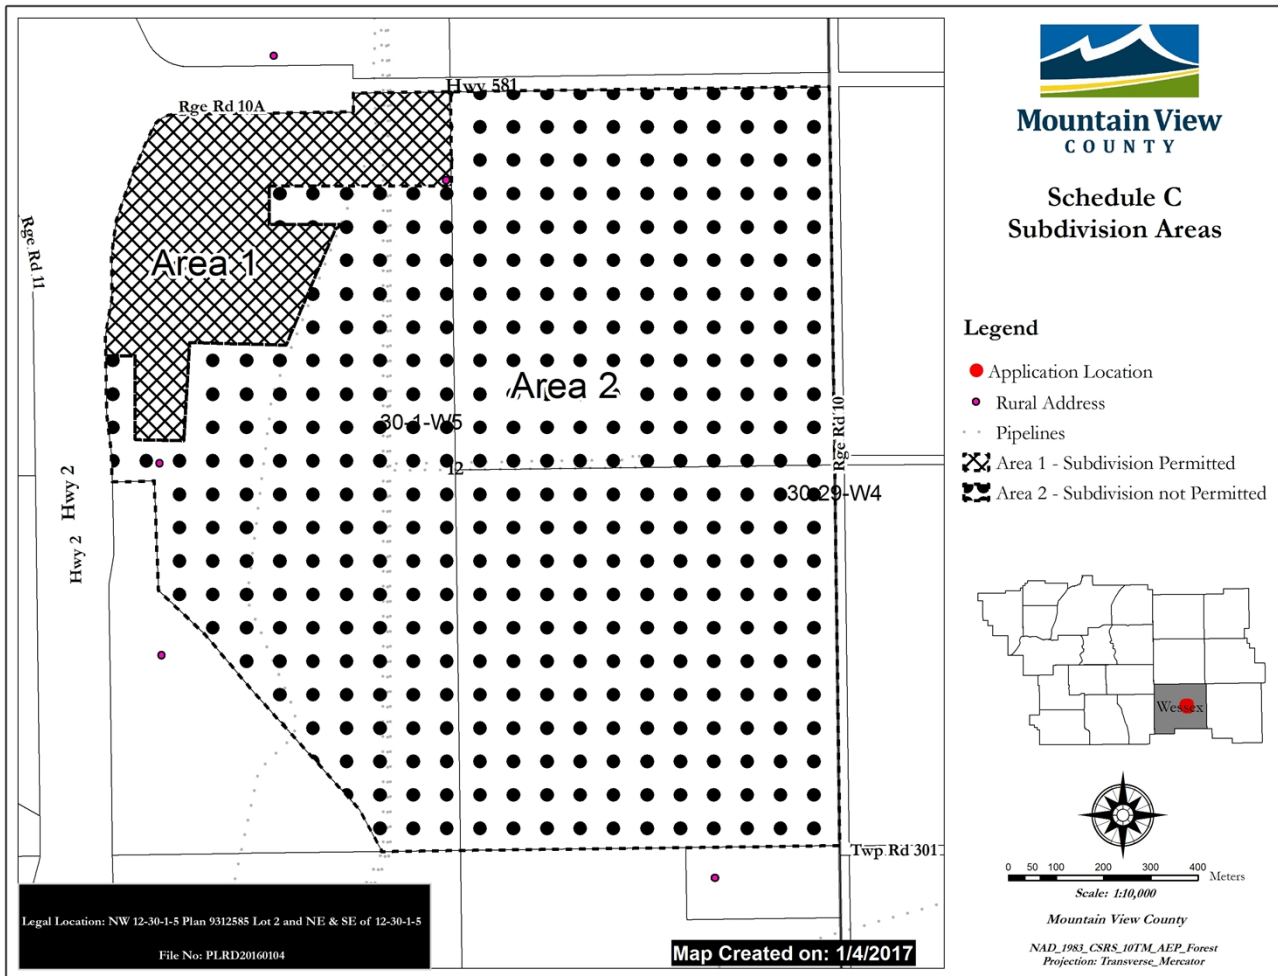 Hwy 581
Rge Rd 10A
Rge Rd 11
Area 1
Area 2
30-1-W5
12
Rge Rd 10
30-29-W4
Hwy 2
Hwy 2
Twp Rd 301
Legal Location: NW 12-30-1-5 Plan 9312585 Lot 2 and NE & SE of 12-30-1-5
File No: PLRD20160104
Map Created on: 1/4/2017
Mountain View
COUNTY
Schedule C
Subdivision Areas
Legend
Application Location
Rural Address
Pipelines
Area 1 - Subdivision Permitted
Area 2 - Subdivision not Permitted
Wessex
0 50 100 200 300 400 Meters
Scale: 1:10,000
Mountain View County
NAD_1983_CSRS_10TM_AEP_Forest
Projection: Transverse_Mercator